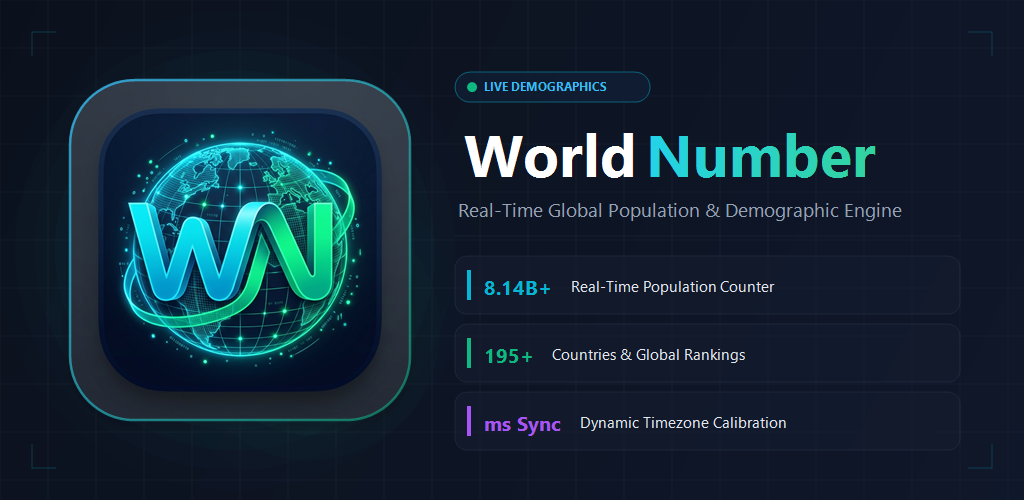 WN
LIVE DEMOGRAPHICS
World Number
Real-Time Global Population & Demographic Engine
8.14B+ Real-Time Population Counter
195+ Countries & Global Rankings
ms Sync Dynamic Timezone Calibration